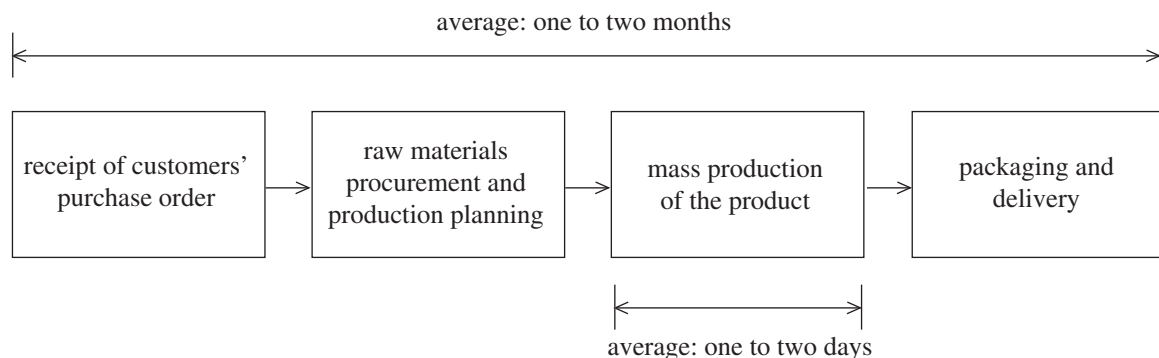 average: one to two months
receipt of customers’
purchase order
raw materials
procurement and
production planning
mass production
of the product
packaging and
delivery
average: one to two days